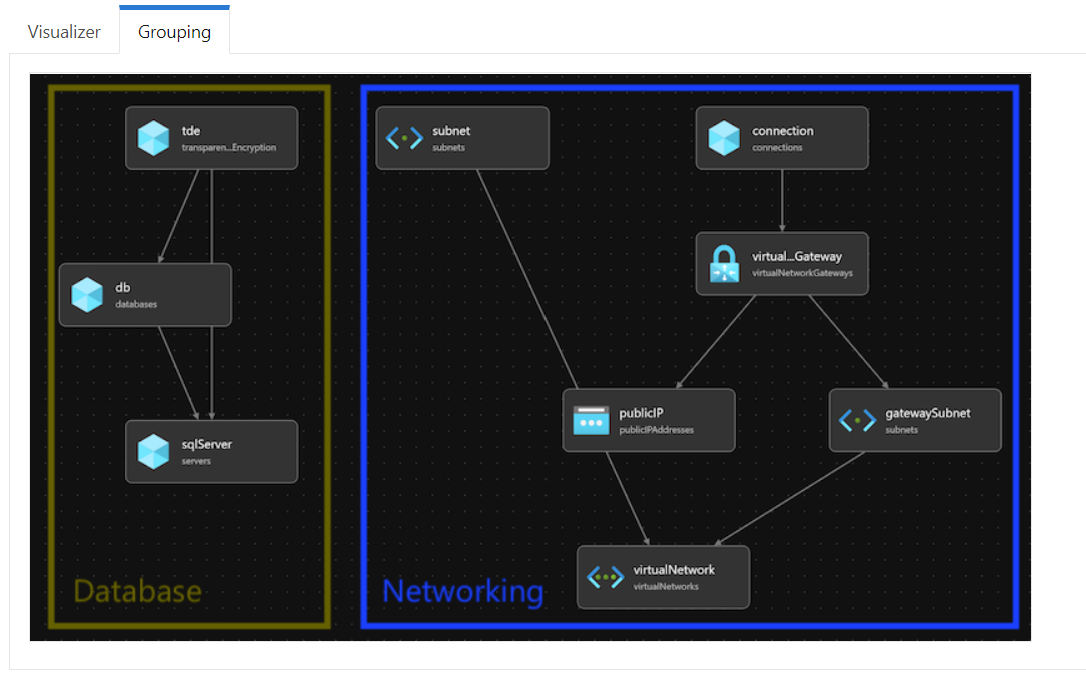 Visualizer
Grouping
tde
transparen...Encryption
subnet
subnets
connection
connections
virtual...Gateway
virtualNetworkGateways
db
databases
publicIP
publicIPAddresses
gatewaySubnet
subnets
sqlServer
servers
virtualNetwork
virtualNetworks
Database
Networking